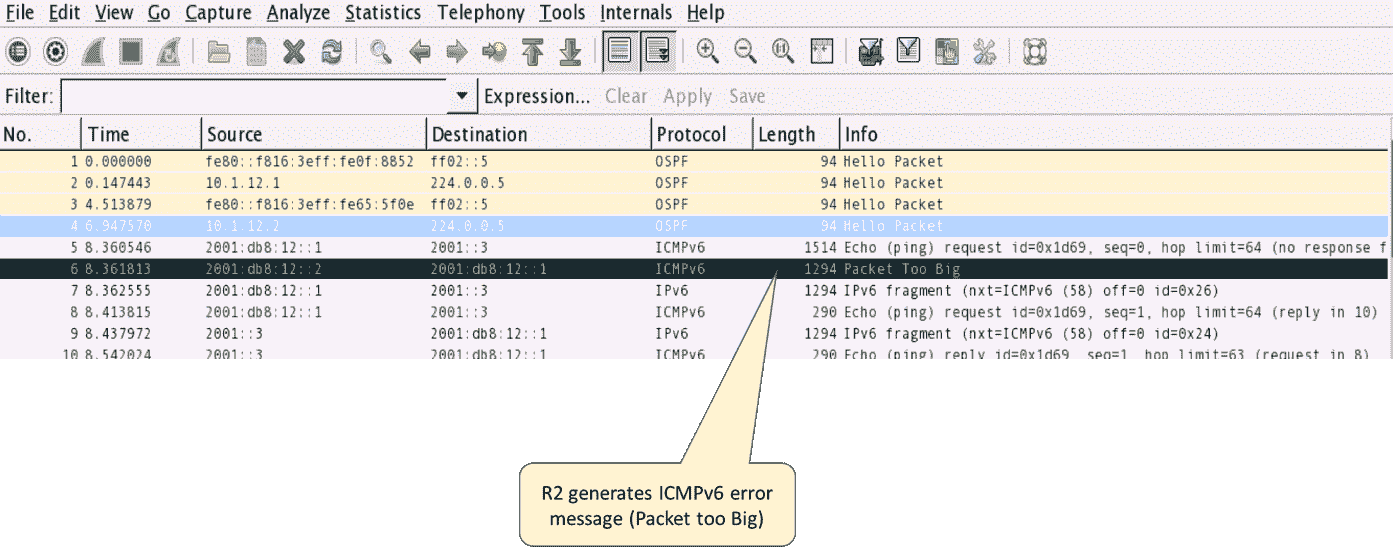 File Edit View Go Capture Analyze Statistics Telephony Tools Internals Help
Filter: Expression... Clear Apply Save
No. Time Source Destination Protocol Length Info
1 0.000000 fe80::f816:3eff:fe0f:8852 ff02::5 OSPF 94 Hello Packet
2 0.147443 10.1.12.1 224.0.0.5 OSPF 94 Hello Packet
3 4.513879 fe80::f816:3eff:fe65:5f0e ff02::5 OSPF 94 Hello Packet
4 6.947570 10.1.12.2 224.0.0.5 OSPF 94 Hello Packet
5 8.360546 2001:db8:12::1 2001::3 ICMPv6 1514 Echo (ping) request id=0x1d69, seq=0, hop limit=64 (no response f
6 8.361813 2001:db8:12::2 2001:db8:12::1 ICMPv6 1294 Packet Too Big
7 8.362555 2001:db8:12::1 2001::3 IPv6 1294 IPv6 fragment (nxt=ICMPv6 (58) off=0 id=0x26)
8 8.413815 2001:db8:12::1 2001::3 ICMPv6 290 Echo (ping) request id=0x1d69, seq=1, hop limit=64 (reply in 10)
9 8.437972 2001::3 2001:db8:12::1 IPv6 1294 IPv6 fragment (nxt=ICMPv6 (58) off=0 id=0x24)
10 8.542024 2001::3 2001:db8:12::1 ICMPv6 290 Echo (ping) reply id=0x1d69, seq=1, hop limit=63 (request in 8)
R2 generates ICMPv6 error
message (Packet too Big)